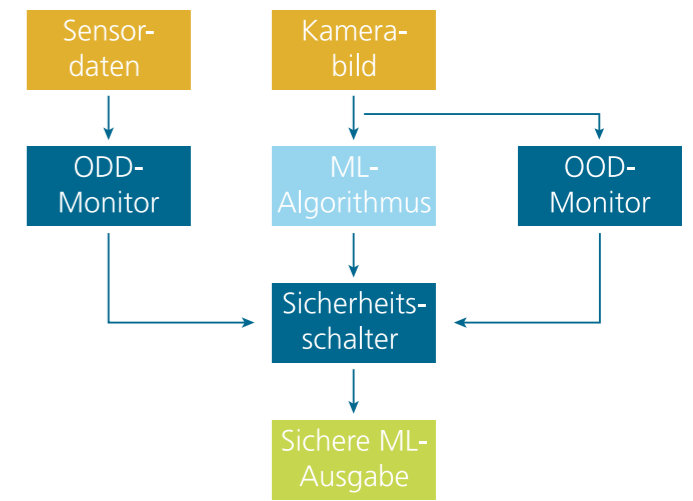 Sensor-
daten
Kamera-
bild
ODD-
Monitor
ML-
Algorithmus
OOD-
Monitor
Sicherheits-
schalter
Sichere ML-
Ausgabe